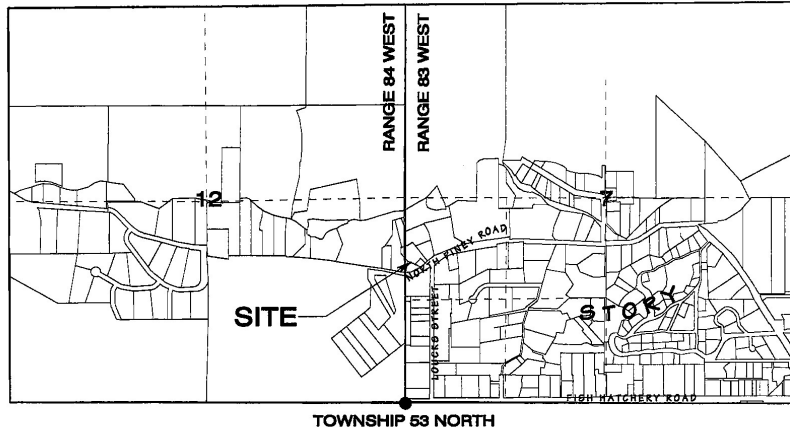 RANGE 84 WEST
RANGE 83 WEST
12
7
NORTH PINEY ROAD
SITE
LOUCKS STREET
STORY
FISH HATCHERY ROAD
TOWNSHIP 53 NORTH